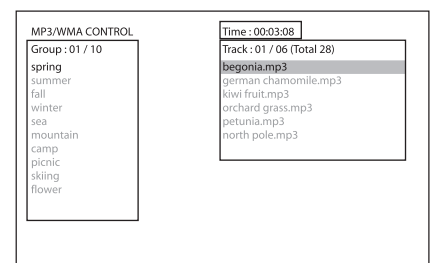 MP3/WMA CONTROL
Group : 01 / 10
spring
summer
fall
winter
sea
mountain
camp
picnic
skiing
flower
Time : 00:03:08
Track : 01 / 06 (Total 28)
begonia.mp3
german chamomile.mp3
kiwi fruit.mp3
orchard grass.mp3
petunia.mp3
north pole.mp3